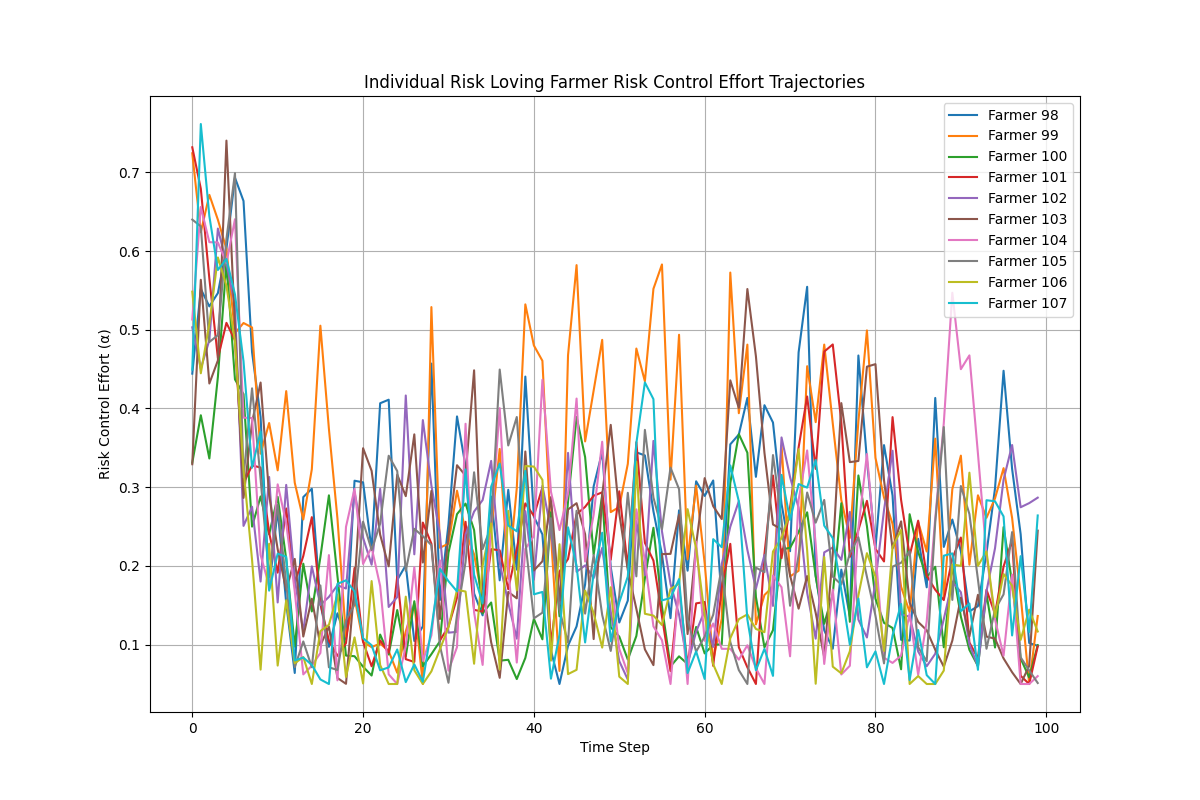 Individual Risk Loving Farmer Risk Control Effort Trajectories
Risk Control Effort (α)
0.7
0.6
0.5
0.4
0.3
0.2
0.1
Farmer 98
Farmer 99
Farmer 100
Farmer 101
Farmer 102
Farmer 103
Farmer 104
Farmer 105
Farmer 106
Farmer 107
0 20 40 60 80 100
Time Step